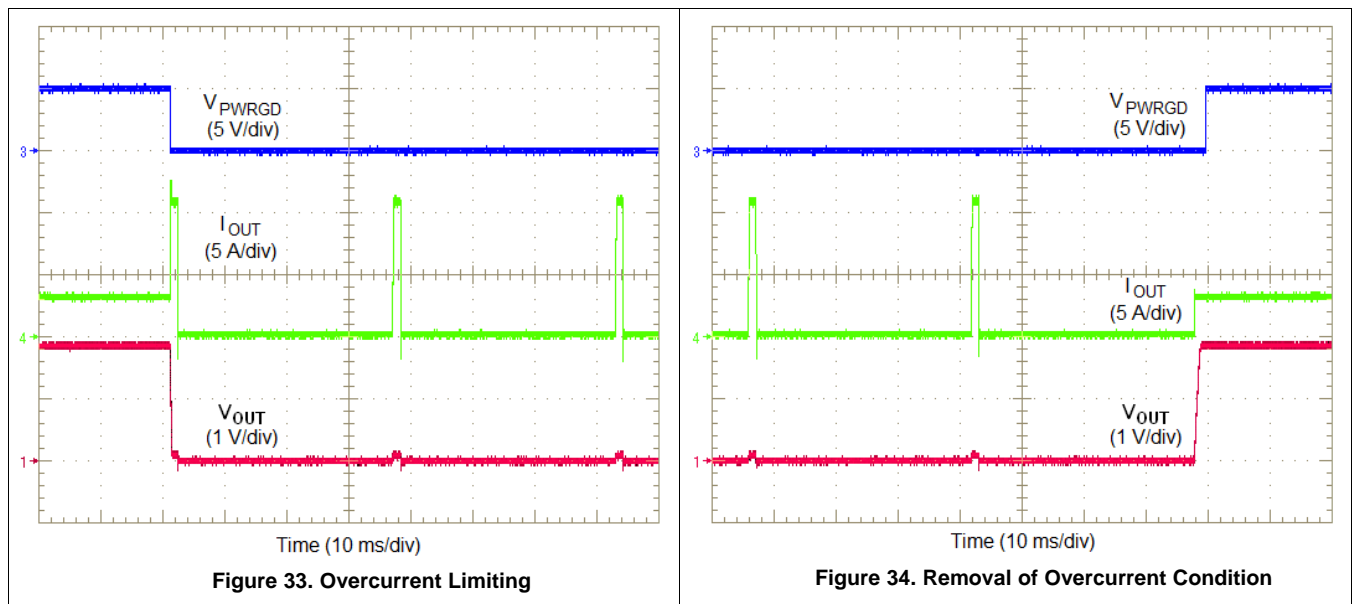 VPWRGD
(5 V/div)
3
IOUT
(5 A/div)
4
VOUT
(1 V/div)
1
Time (10 ms/div)
Figure 33. Overcurrent Limiting
VPWRGD
(5 V/div)
3
IOUT
(5 A/div)
4
VOUT
(1 V/div)
1
Time (10 ms/div)
Figure 34. Removal of Overcurrent Condition